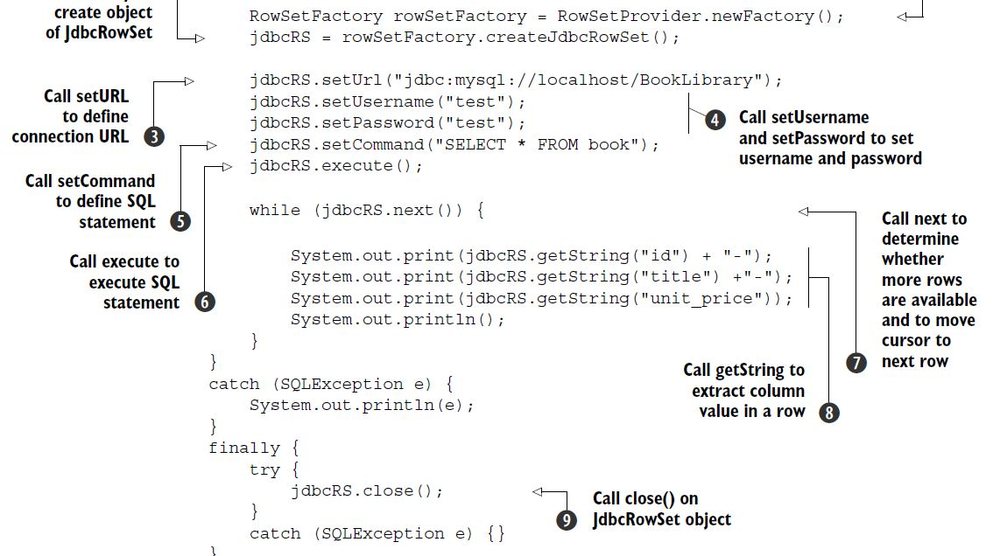 create object
of JdbcRowSet
RowSetFactory rowSetFactory = RowSetProvider.newFactory();
jdbcRS = rowSetFactory.createJdbcRowSet();
Call setURL
to define
connection URL 3
jdbcRS.setUrl("jdbc:mysql://localhost/BookLibrary");
jdbcRS.setUsername("test");
jdbcRS.setPassword("test");
jdbcRS.setCommand("SELECT * FROM book");
jdbcRS.execute();
4 Call setUsername
and setPassword to set
username and password
Call setCommand
to define SQL
statement 5
Call execute to
execute SQL
statement 6
while (jdbcRS.next()) {
System.out.print(jdbcRS.getString("id") + "-");
System.out.print(jdbcRS.getString("title") +"-");
System.out.print(jdbcRS.getString("unit_price"));
System.out.println();
}
}
Call next to
determine
whether
more rows
are available
and to move
cursor to
7 next row
Call getString to
extract column
value in a row 8
catch (SQLException e) {
System.out.println(e);
}
finally {
try {
jdbcRS.close();
}
catch (SQLException e) {}
}
Call close() on
9 JdbcRowSet object